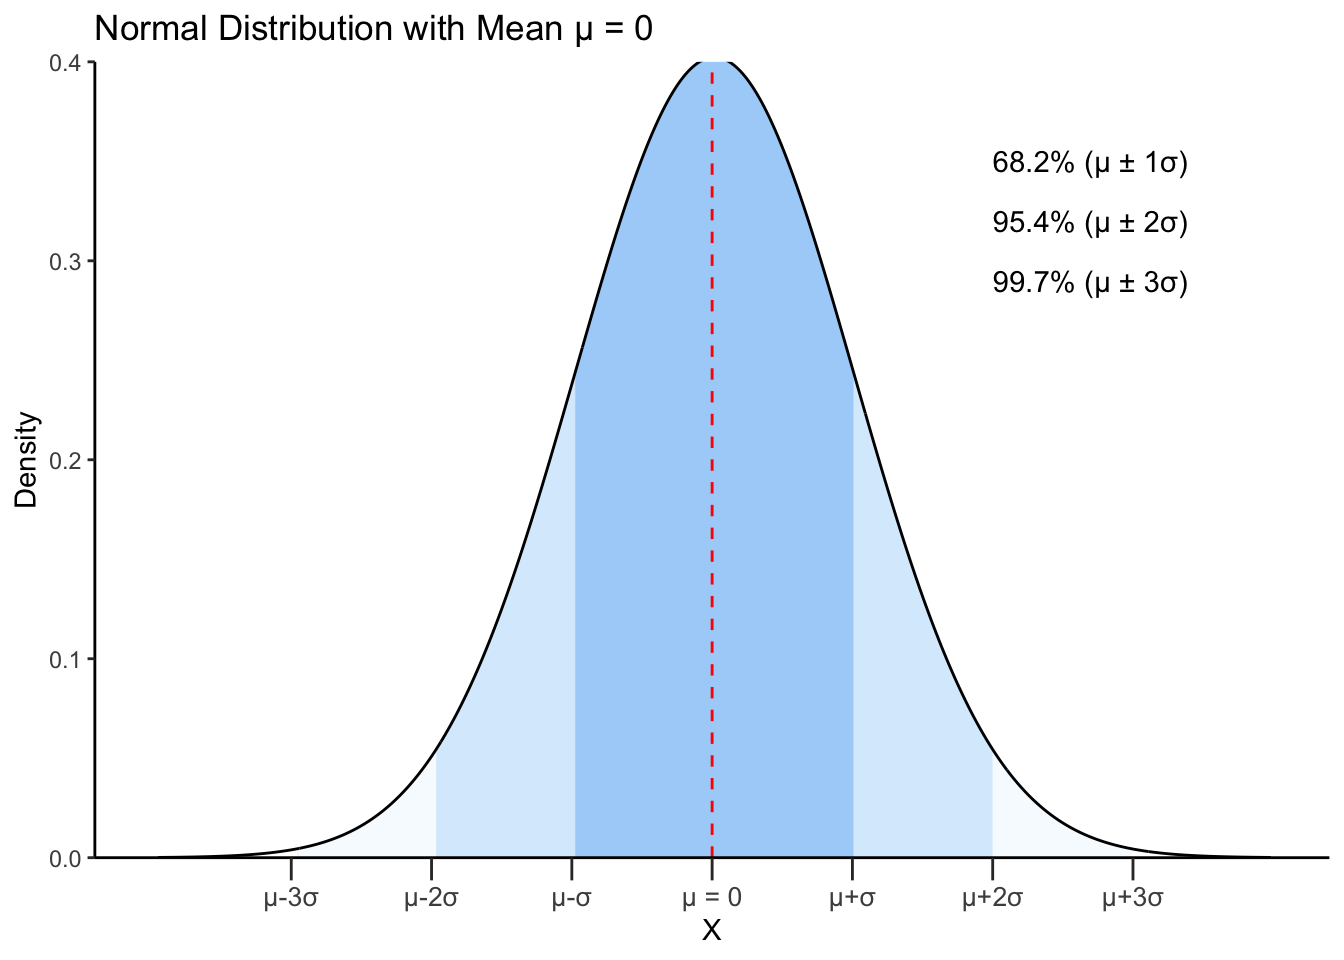 Normal Distribution with Mean μ = 0
0.4
68.2% (μ ± 1σ)
95.4% (μ ± 2σ)
0.3
99.7% (μ ± 3σ)
Density
0.2
0.1
0.0
μ-3σ μ-2σ μ-σ μ = 0 μ+σ μ+2σ μ+3σ
X